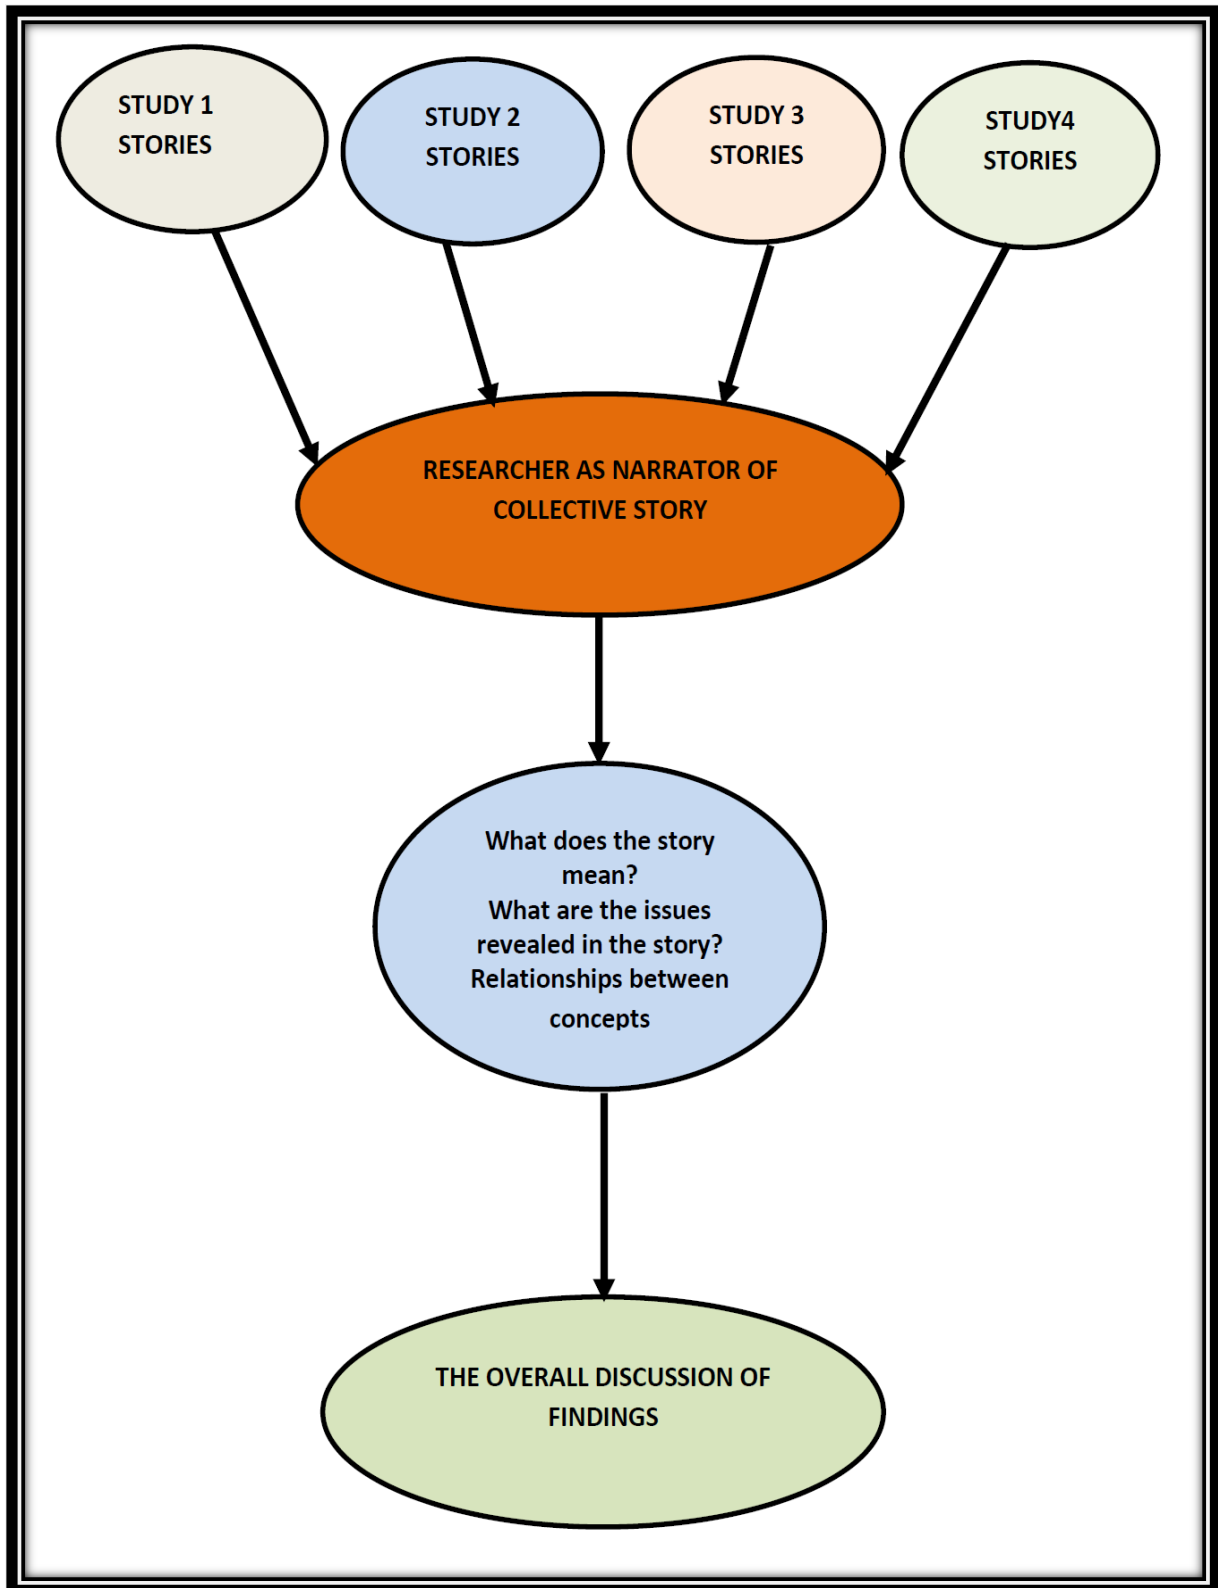 STUDY 1
STORIES
STUDY 2
STORIES
STUDY 3
STORIES
STUDY4
STORIES
RESEARCHER AS NARRATOR OF
COLLECTIVE STORY
What does the story
mean?
What are the issues
revealed in the story?
Relationships between
concepts
THE OVERALL DISCUSSION OF
FINDINGS